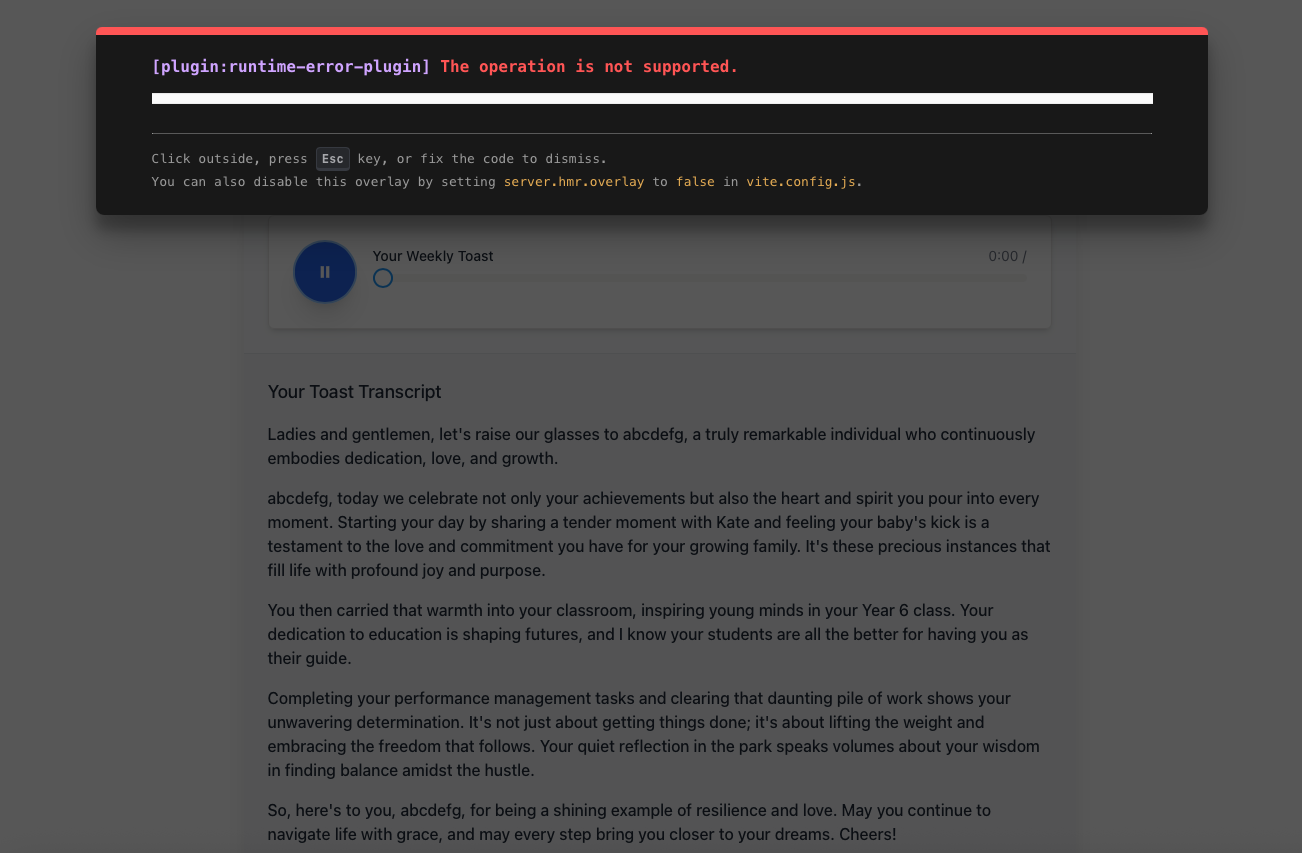 [plugin:runtime-error-plugin] The operation is not supported.
Click outside, press Esc key, or fix the code to dismiss.
You can also disable this overlay by setting server.hmr.overlay to false in vite.config.js.
Your Weekly Toast
0:00 /
Your Toast Transcript
Ladies and gentlemen, let's raise our glasses to abcdefg, a truly remarkable individual who continuously
embodies dedication, love, and growth.
abcdefg, today we celebrate not only your achievements but also the heart and spirit you pour into every
moment. Starting your day by sharing a tender moment with Kate and feeling your baby's kick is a
testament to the love and commitment you have for your growing family. It's these precious instances that
fill life with profound joy and purpose.
You then carried that warmth into your classroom, inspiring young minds in your Year 6 class. Your
dedication to education is shaping futures, and I know your students are all the better for having you as
their guide.
Completing your performance management tasks and clearing that daunting pile of work shows your
unwavering determination. It's not just about getting things done; it's about lifting the weight and
embracing the freedom that follows. Your quiet reflection in the park speaks volumes about your wisdom
in finding balance amidst the hustle.
So, here's to you, abcdefg, for being a shining example of resilience and love. May you continue to
navigate life with grace, and may every step bring you closer to your dreams. Cheers!